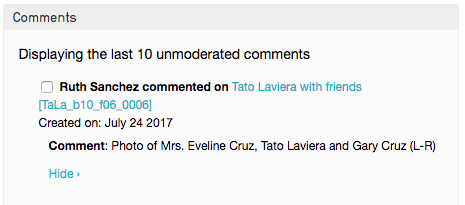 Comments
Displaying the last 10 unmoderated comments
Ruth Sanchez commented on Tato Laviera with friends
[TaLa_b10_f06_0006]
Created on: July 24 2017
Comment: Photo of Mrs. Eveline Cruz, Tato Laviera and Gary Cruz (L-R)
Hide ›